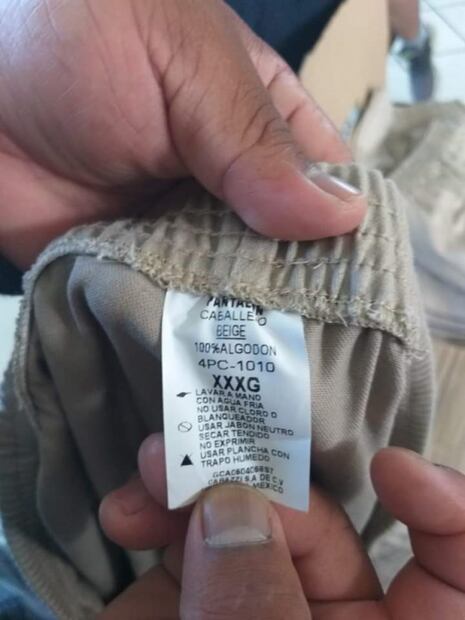 PANTALON
CABALLERO
BEIGE
100%ALGODON
4PC-1010
XXXG
LAVAR A MANO
CON AGUA FRIA
NO USAR CLORO O
BLANQUEADOR
USAR JABON NEUTRO
SECAR TENDIDO
NO EXPRIMIR
USAR PLANCHA CON
TRAPO HUMEDO
S.A DE C.V
MEXICO